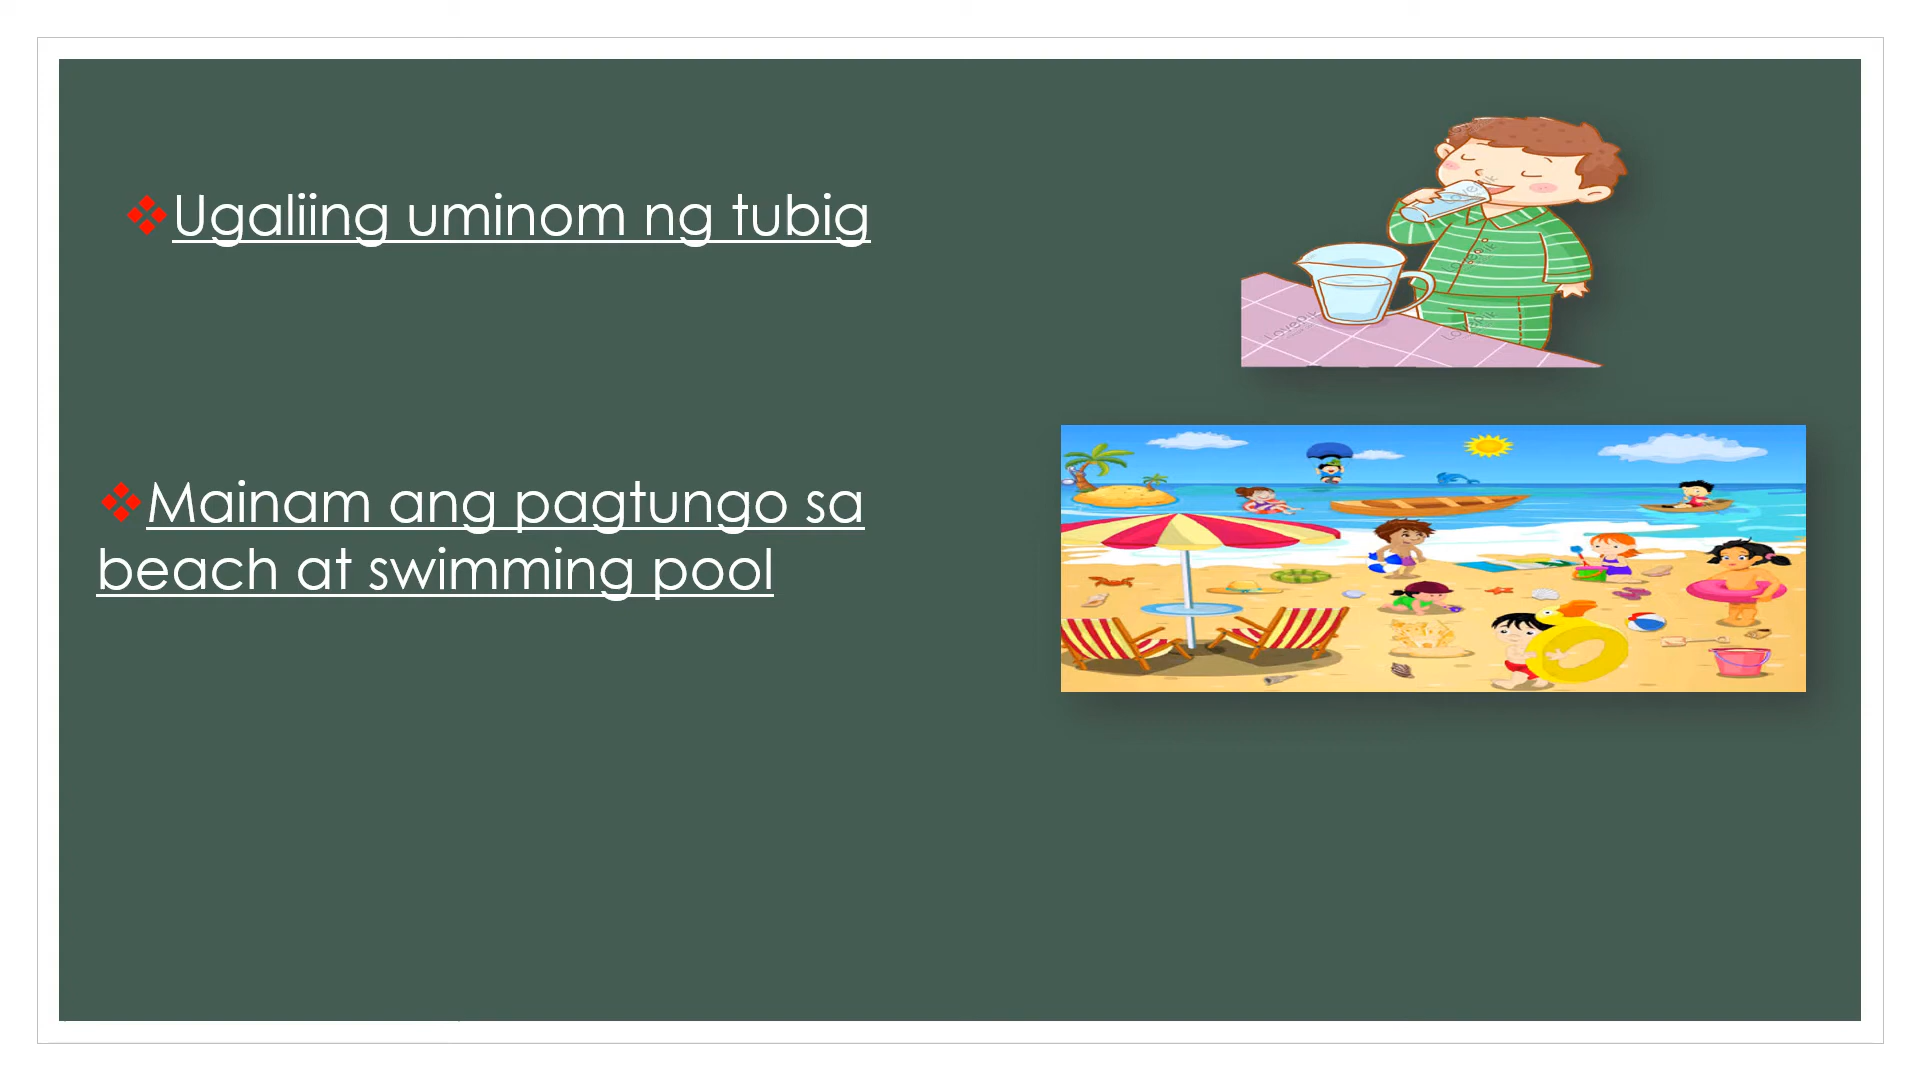 Ugaliing uminom ng tubig
Mainam ang pagtungo sa
beach at swimming pool